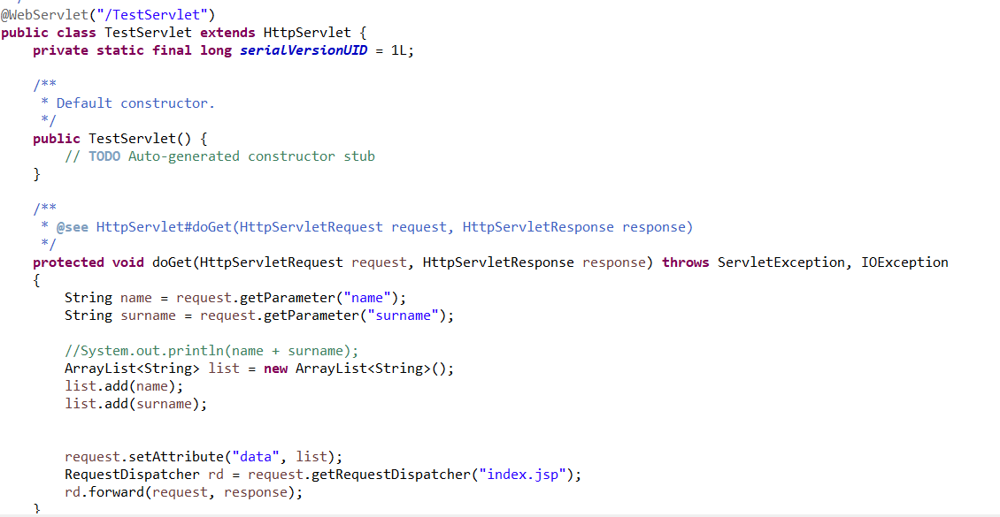 @WebServlet("/TestServlet")
public class TestServlet extends HttpServlet {
    private static final long serialVersionUID = 1L;

    /**
     * Default constructor.
     */
    public TestServlet() {
        // TODO Auto-generated constructor stub
    }

    /**
     * @see HttpServlet#doGet(HttpServletRequest request, HttpServletResponse response)
     */
    protected void doGet(HttpServletRequest request, HttpServletResponse response) throws ServletException, IOException
    {
        String name = request.getParameter("name");
        String surname = request.getParameter("surname");

        //System.out.println(name + surname);
        ArrayList<String> list = new ArrayList<String>();
        list.add(name);
        list.add(surname);


        request.setAttribute("data", list);
        RequestDispatcher rd = request.getRequestDispatcher("index.jsp");
        rd.forward(request, response);
    }